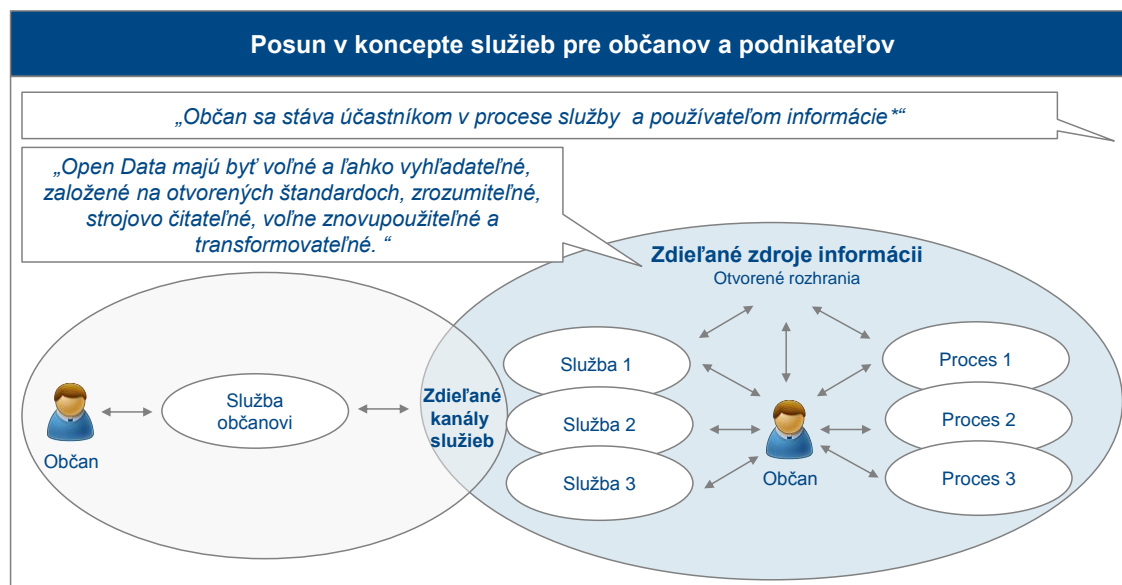 Posun v koncepte služieb pre občanov a podnikateľov
„Občan sa stáva účastníkom v procese služby a používateľom informácie*“
„Open Data majú byť voľné a ľahko vyhľadateľné,
založené na otvorených štandardoch, zrozumiteľné,
strojovo čitateľné, voľne znovupoužiteľné a
transformovateľné. “
Zdieľané zdroje informácii
Otvorené rozhrania
Občan
Služba
občanovi
Zdieľané
kanály
služieb
Služba 1
Služba 2
Služba 3
Občan
Proces 1
Proces 2
Proces 3